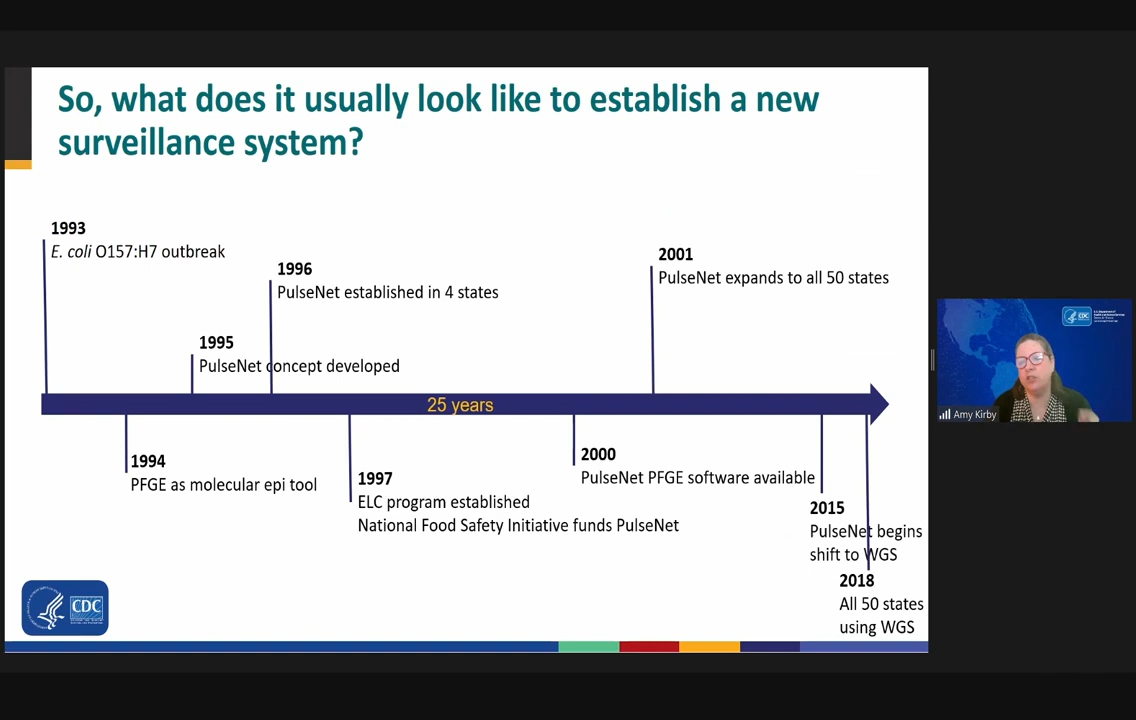 So, what does it usually look like to establish a new
surveillance system?
1993
E. coli O157:H7 outbreak
1996
PulseNet established in 4 states
2001
PulseNet expands to all 50 states
1995
PulseNet concept developed
25 years
1994
PFGE as molecular epi tool
1997
ELC program established
National Food Safety Initiative funds PulseNet
2000
PulseNet PFGE software available
2015
PulseNet begins
shift to WGS
2018
All 50 states
using WGS
CDC
CDC
Amy Kirby